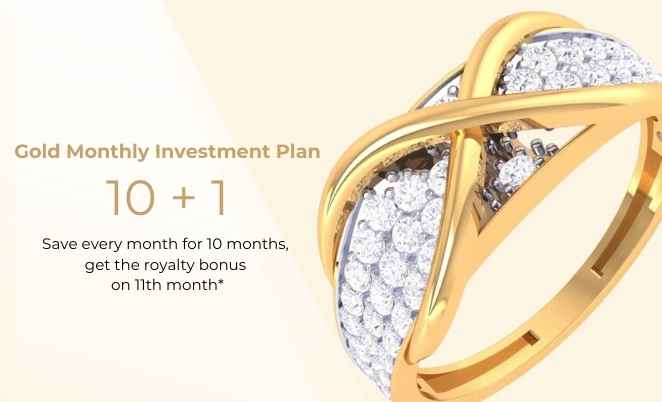 Gold Monthly Investment Plan
10 + 1
Save every month for 10 months,
get the royalty bonus
on 11th month*